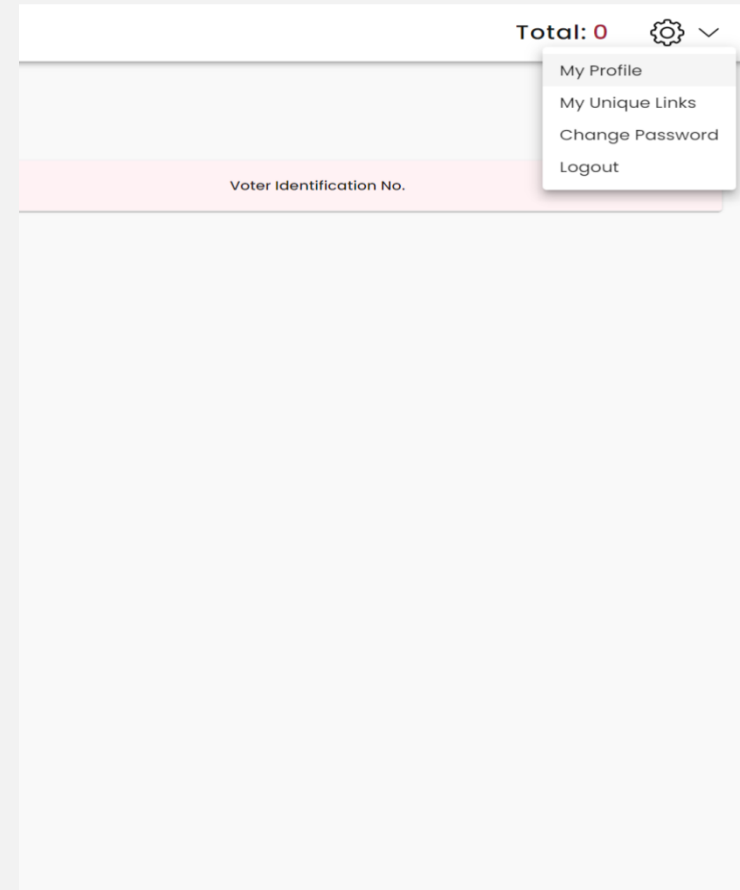 Total: 0
My Profile
My Unique Links
Change Password
Logout
Voter Identification No.